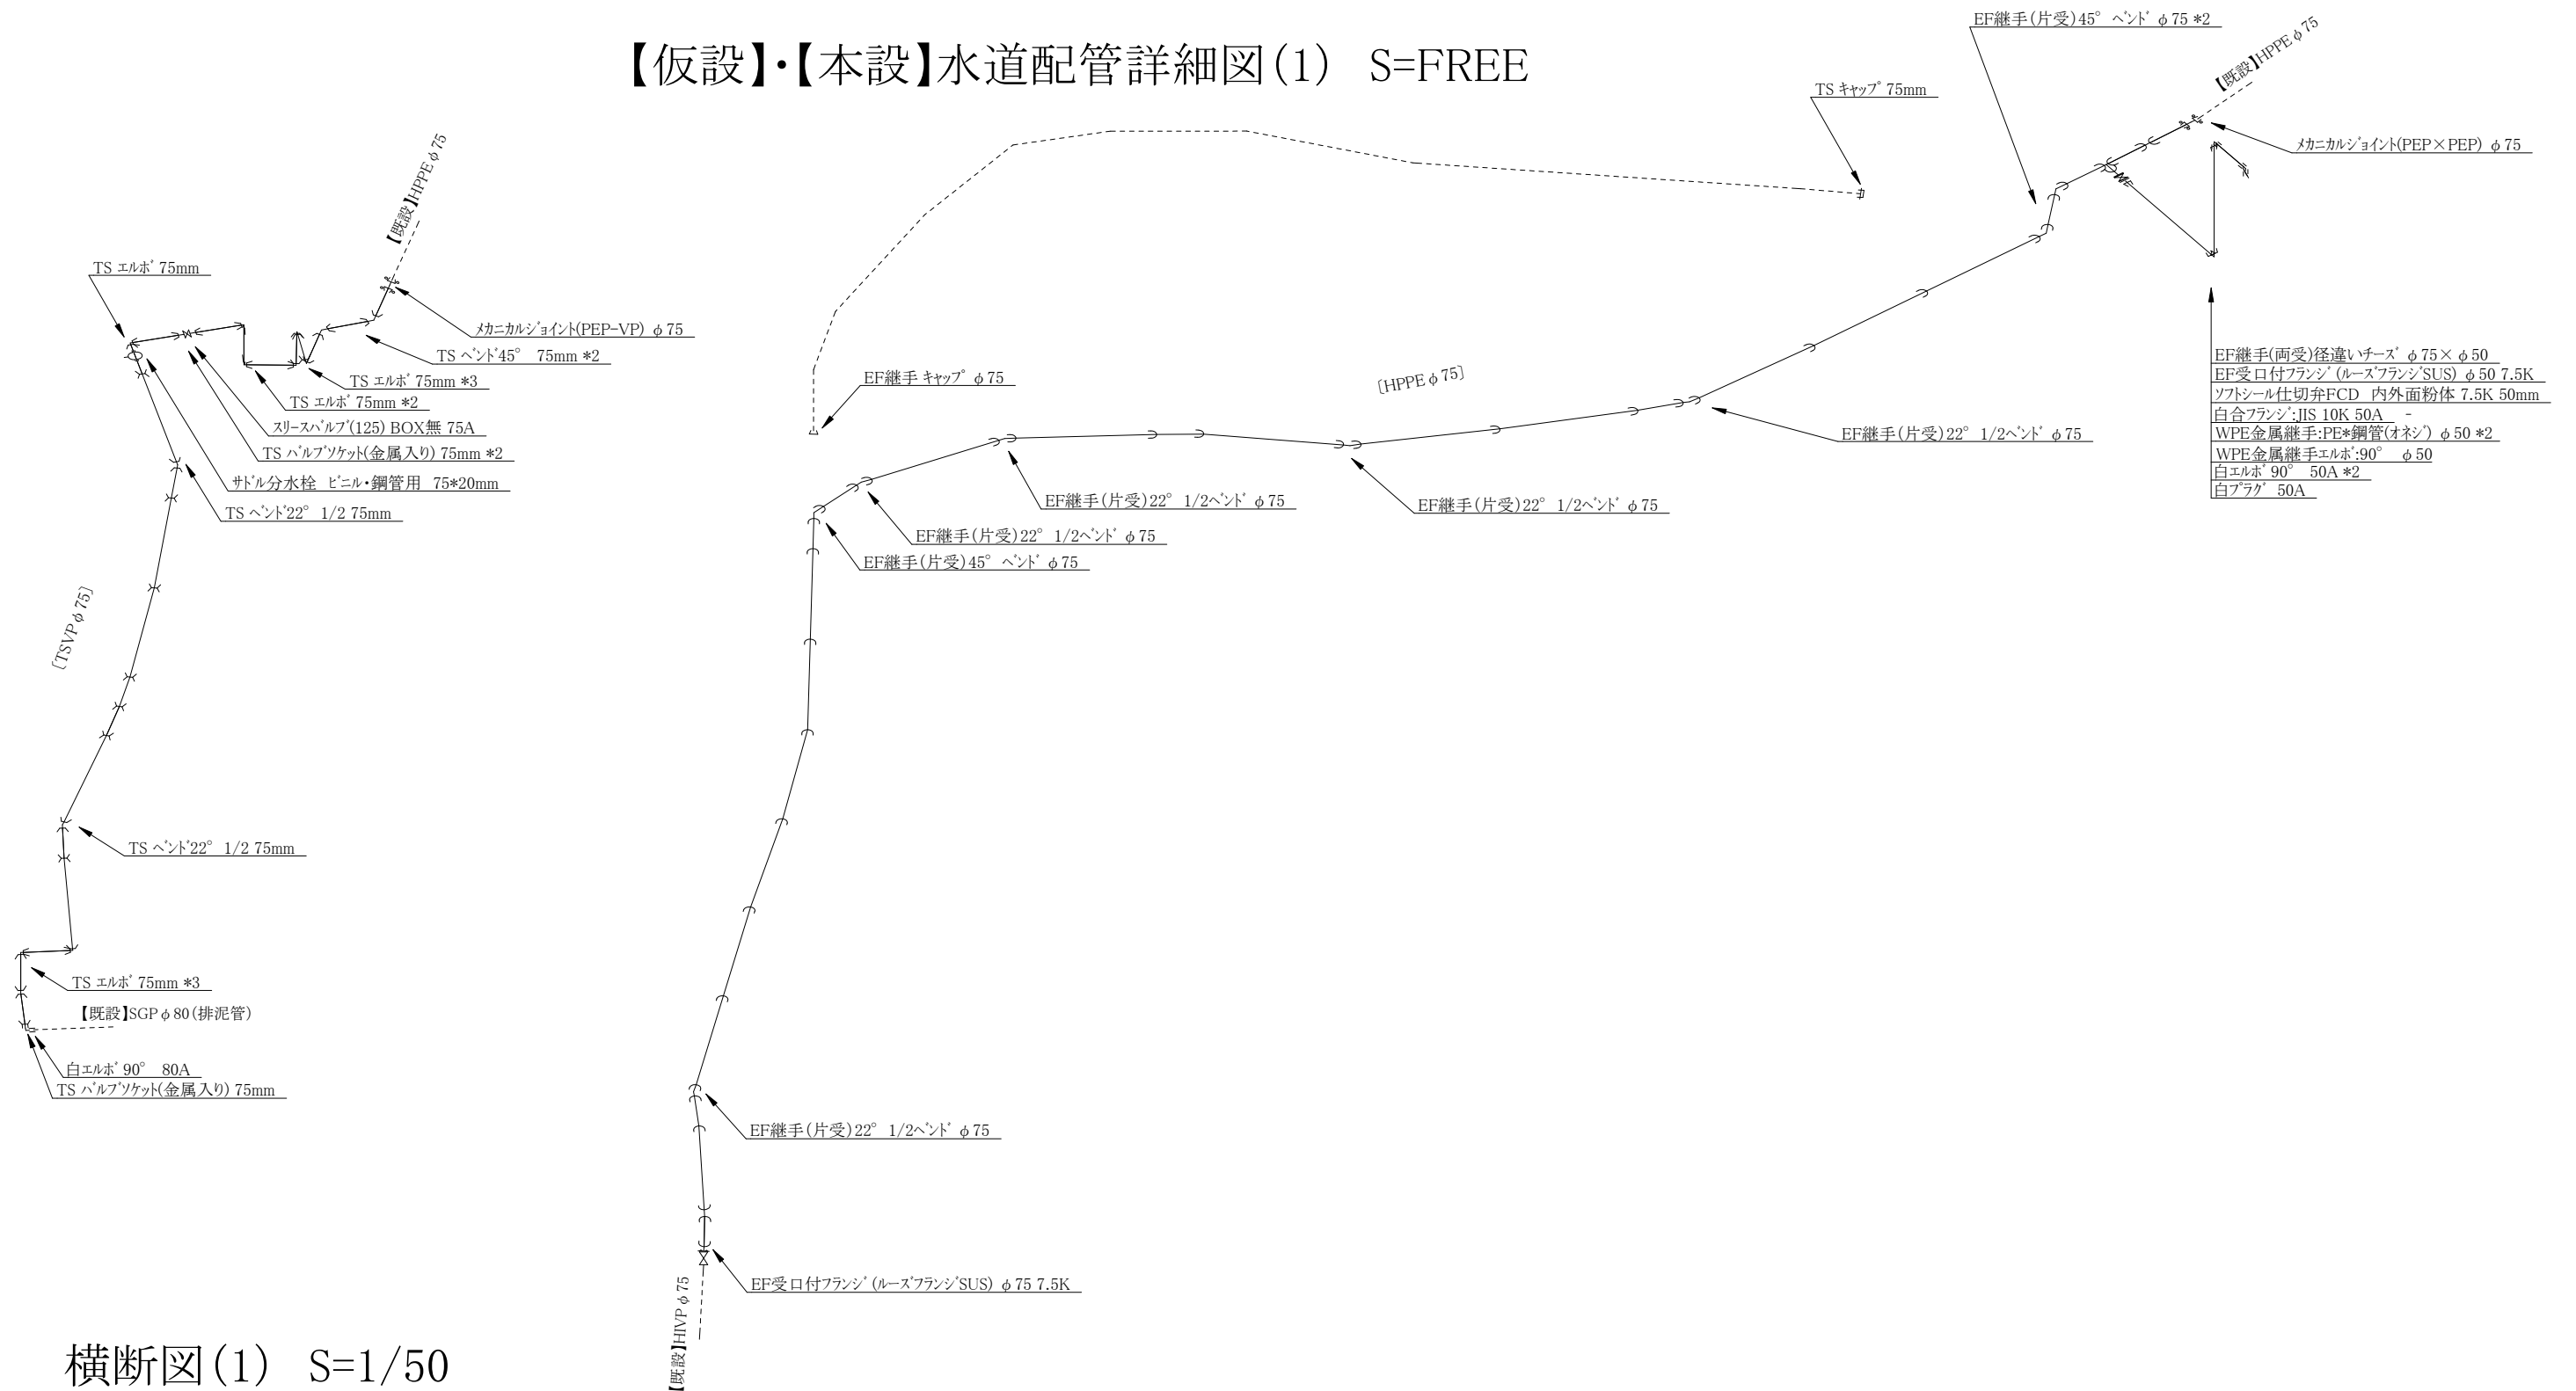 【仮設】・【本設】水道配管詳細図(1) S=FREE
EF継手(片受)45° ﾍﾞﾝﾄﾞ φ75 *2
【既設】HPPEφ75
TS ｷｬｯﾌﾟ 75mm
ﾒｶﾆｶﾙｼﾞｮｲﾝﾄ(PEP×PEP) φ75
【既設】HPPEφ75
TS ｴﾙﾎﾞ 75mm
ﾒｶﾆｶﾙｼﾞｮｲﾝﾄ(PEP-VP) φ75
TS ﾍﾞﾝﾄﾞ45° 75mm *2
TS ｴﾙﾎﾞ 75mm *3
TS ｴﾙﾎﾞ 75mm *2
ｽﾘｰｽﾊﾞﾙﾌﾞ(125) BOX無 75A
TS ﾊﾞﾙﾌﾞｿｹｯﾄ(金属入り) 75mm *2
ｻﾄﾞﾙ分水栓 ﾋﾞﾆﾙ・鋼管用 75*20mm
TS ﾍﾞﾝﾄﾞ22° 1/2 75mm
EF継手 ｷｬｯﾌﾟ φ75
[HPPEφ75]
EF継手(両受)径違いﾁｰｽﾞ φ75×φ50
EF受口付ﾌﾗﾝｼﾞ (ﾙｰｽﾞﾌﾗﾝｼﾞSUS) φ50 7.5K
ｿﾌﾄｼｰﾙ仕切弁FCD 内外面粉体 7.5K 50mm
白合ﾌﾗﾝｼﾞ:JIS 10K 50A -
WPE金属継手:PE*鋼管(ｵﾈｼﾞ) φ50 *2
WPE金属継手ｴﾙﾎﾞ:90° φ50
白ｴﾙﾎﾞ 90° 50A *2
白ﾌﾟﾗｸﾞ 50A
EF継手(片受)22° 1/2ﾍﾞﾝﾄﾞ φ75
EF継手(片受)22° 1/2ﾍﾞﾝﾄﾞ φ75
EF継手(片受)22° 1/2ﾍﾞﾝﾄﾞ φ75
EF継手(片受)22° 1/2ﾍﾞﾝﾄﾞ φ75
EF継手(片受)45° ﾍﾞﾝﾄﾞ φ75
[TSVPφ75]
TS ﾍﾞﾝﾄﾞ22° 1/2 75mm
TS ｴﾙﾎﾞ 75mm *3
【既設】SGPφ80(排泥管)
白ｴﾙﾎﾞ 90° 80A
TS ﾊﾞﾙﾌﾞｿｹｯﾄ(金属入り) 75mm
EF継手(片受)22° 1/2ﾍﾞﾝﾄﾞ φ75
EF受口付ﾌﾗﾝｼﾞ (ﾙｰｽﾞﾌﾗﾝｼﾞSUS) φ75 7.5K
【既設】HIVPφ75
横断図(1) S=1/50